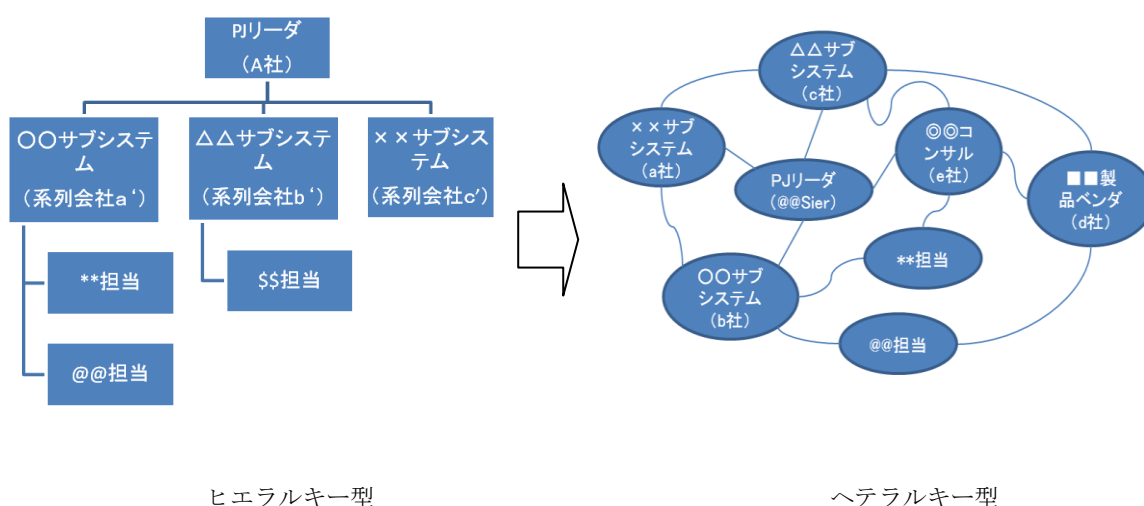 PJリーダ
(A社)
〇〇サブシステ
ム
(系列会社a‘)
△△サブシステ
ム
(系列会社b‘)
××サブシス
テム
(系列会社c’)
**担当
@@担当
$$担当
ヒエラルキー型
△△サブ
システム
(c社)
××サブ
システム
(a社)
◎◎コ
ンサル
(e社)
PJリーダ
(@@Sier)
■■製
品ベンダ
(d社)
〇〇サブ
システム
(b社)
**担当
@@担当
ヘテラルキー型